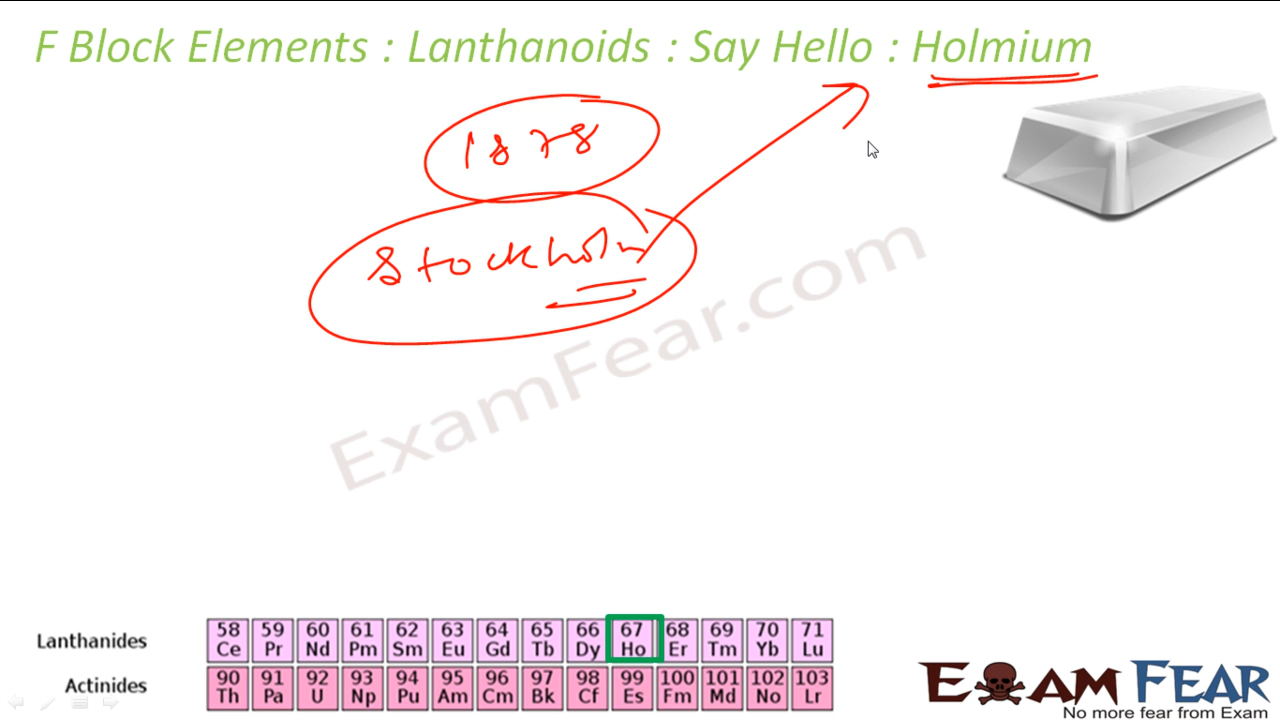 F Block Elements : Lanthanoids : Say Hello : Holmium
1878
Stockholm
ExamFear.com
Lanthanides
58 59 60 61 62 63 64 65 66 67 68 69 70 71
Ce Pr Nd Pm Sm Eu Gd Tb Dy Ho Er Tm Yb Lu
Actinides
90 91 92 93 94 95 96 97 98 99 100 101 102 103
Th Pa U Np Pu Am Cm Bk Cf Es Fm Md No Lr
EXAM FEAR
No more fear from Exam